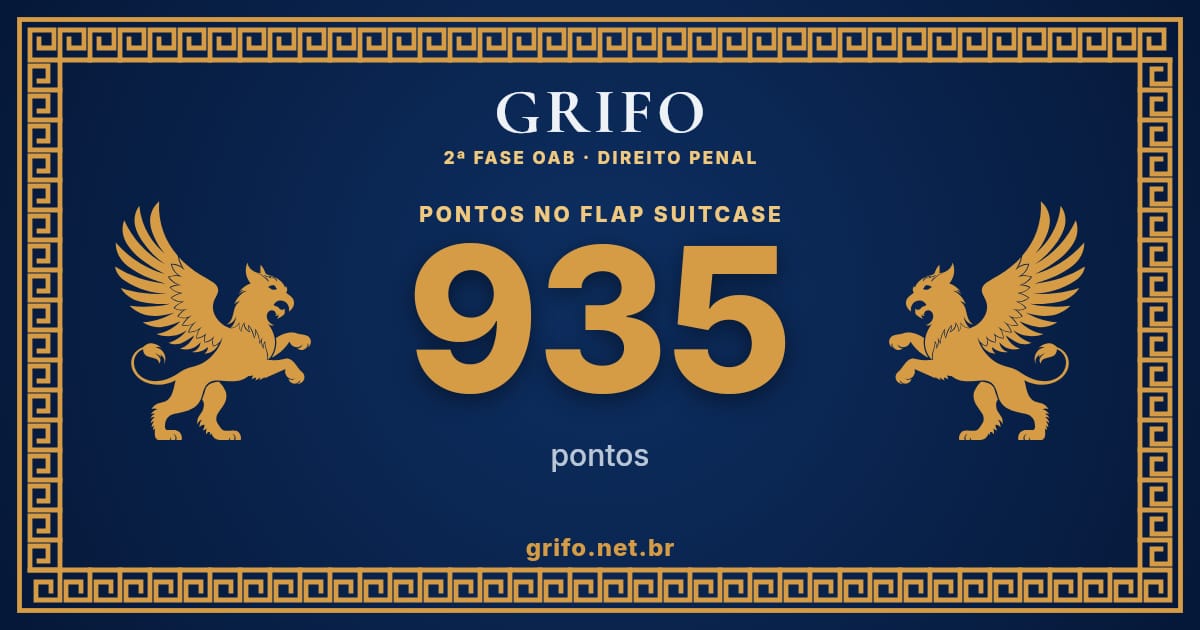 GRIFO
2ª FASE OAB · DIREITO PENAL
PONTOS NO FLAP SUITCASE
935
pontos
grifo.net.br